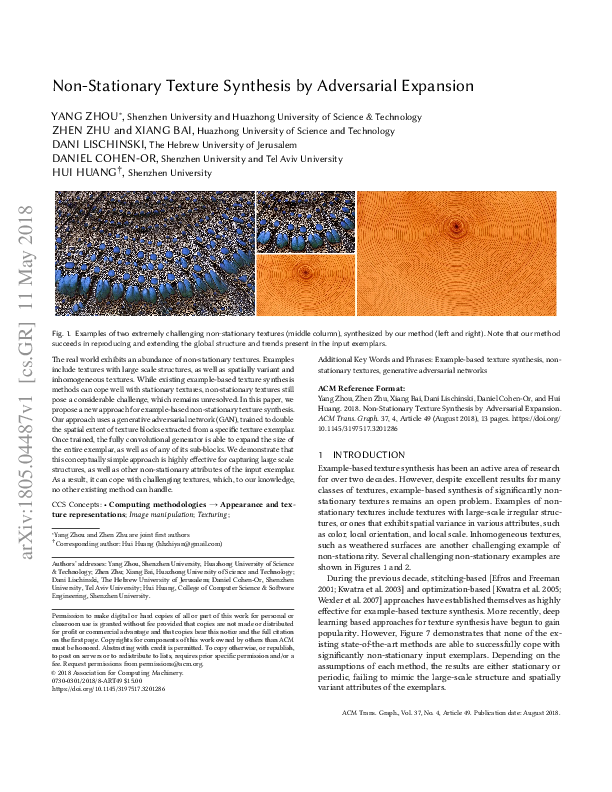 Non-Stationary Texture Synthesis by Adversarial Expansion
YANG ZHOU*, Shenzhen University and Huazhong University of Science & Technology
ZHEN ZHU and XIANG BAI, Huazhong University of Science and Technology
DANI LISCHINSKI, The Hebrew University of Jerusalem
DANIEL COHEN-OR, Shenzhen University and Tel Aviv University
HUI HUANG†, Shenzhen University
arXiv:1805.04487v1 [cs.GR] 11 May 2018
Fig. 1. Examples of two extremely challenging non-stationary textures (middle column), synthesized by our method (left and right). Note that our method
succeeds in reproducing and extending the global structure and trends present in the input exemplars.
The real world exhibits an abundance of non-stationary textures. Examples
include textures with large scale structures, as well as spatially variant and
inhomogeneous textures. While existing example-based texture synthesis
methods can cope well with stationary textures, non-stationary textures still
pose a considerable challenge, which remains unresolved. In this paper, we
propose a new approach for example-based non-stationary texture synthesis.
Our approach uses a generative adversarial network (GAN), trained to double
the spatial extent of texture blocks extracted from a specific texture exemplar.
Once trained, the fully convolutional generator is able to expand the size of
the entire exemplar, as well as of any of its sub-blocks. We demonstrate that
this conceptually simple approach is highly effective for capturing large scale
structures, as well as other non-stationary attributes of the input exemplar.
As a result, it can cope with challenging textures, which, to our knowledge,
no other existing method can handle.
CCS Concepts: • Computing methodologies → Appearance and tex-
ture representations; Image manipulation; Texturing;
*Yang Zhou and Zhen Zhu are joint first authors
†Corresponding author: Hui Huang (hhzhiyan@gmail.com)
Authors' addresses: Yang Zhou, Shenzhen University, Huazhong University of Science
& Technology; Zhen Zhu; Xiang Bai, Huazhong University of Science and Technology;
Dani Lischinski, The Hebrew University of Jerusalem; Daniel Cohen-Or, Shenzhen
University, Tel Aviv University; Hui Huang, College of Computer Science & Software
Engineering, Shenzhen University.
Permission to make digital or hard copies of all or part of this work for personal or
classroom use is granted without fee provided that copies are not made or distributed
for profit or commercial advantage and that copies bear this notice and the full citation
on the first page. Copyrights for components of this work owned by others than ACM
must be honored. Abstracting with credit is permitted. To copy otherwise, or republish,
to post on servers or to redistribute to lists, requires prior specific permission and/or a
fee. Request permissions from permissions@acm.org.
© 2018 Association for Computing Machinery.
0730-0301/2018/8-ART49 $15.00
https://doi.org/10.1145/3197517.3201286
Additional Key Words and Phrases: Example-based texture synthesis, non-
stationary textures, generative adversarial networks
ACM Reference Format:
Yang Zhou, Zhen Zhu, Xiang Bai, Dani Lischinski, Daniel Cohen-Or, and Hui
Huang. 2018. Non-Stationary Texture Synthesis by Adversarial Expansion.
ACM Trans. Graph. 37, 4, Article 49 (August 2018), 13 pages. https://doi.org/
10.1145/3197517.3201286
1 INTRODUCTION
Example-based texture synthesis has been an active area of research
for over two decades. However, despite excellent results for many
classes of textures, example-based synthesis of significantly non-
stationary textures remains an open problem. Examples of non-
stationary textures include textures with large-scale irregular struc-
tures, or ones that exhibit spatial variance in various attributes, such
as color, local orientation, and local scale. Inhomogeneous textures,
such as weathered surfaces are another challenging example of
non-stationarity. Several challenging non-stationary examples are
shown in Figures 1 and 2.
During the previous decade, stitching-based [Efros and Freeman
2001; Kwatra et al. 2003] and optimization-based [Kwatra et al. 2005;
Wexler et al. 2007] approaches have established themselves as highly
effective for example-based texture synthesis. More recently, deep
learning based approaches for texture synthesis have begun to gain
popularity. However, Figure 7 demonstrates that none of the ex-
isting state-of-the-art methods are able to successfully cope with
significantly non-stationary input exemplars. Depending on the
assumptions of each method, the results are either stationary or
periodic, failing to mimic the large-scale structure and spatially
variant attributes of the exemplars.
ACM Trans. Graph., Vol. 37, No. 4, Article 49. Publication date: August 2018.